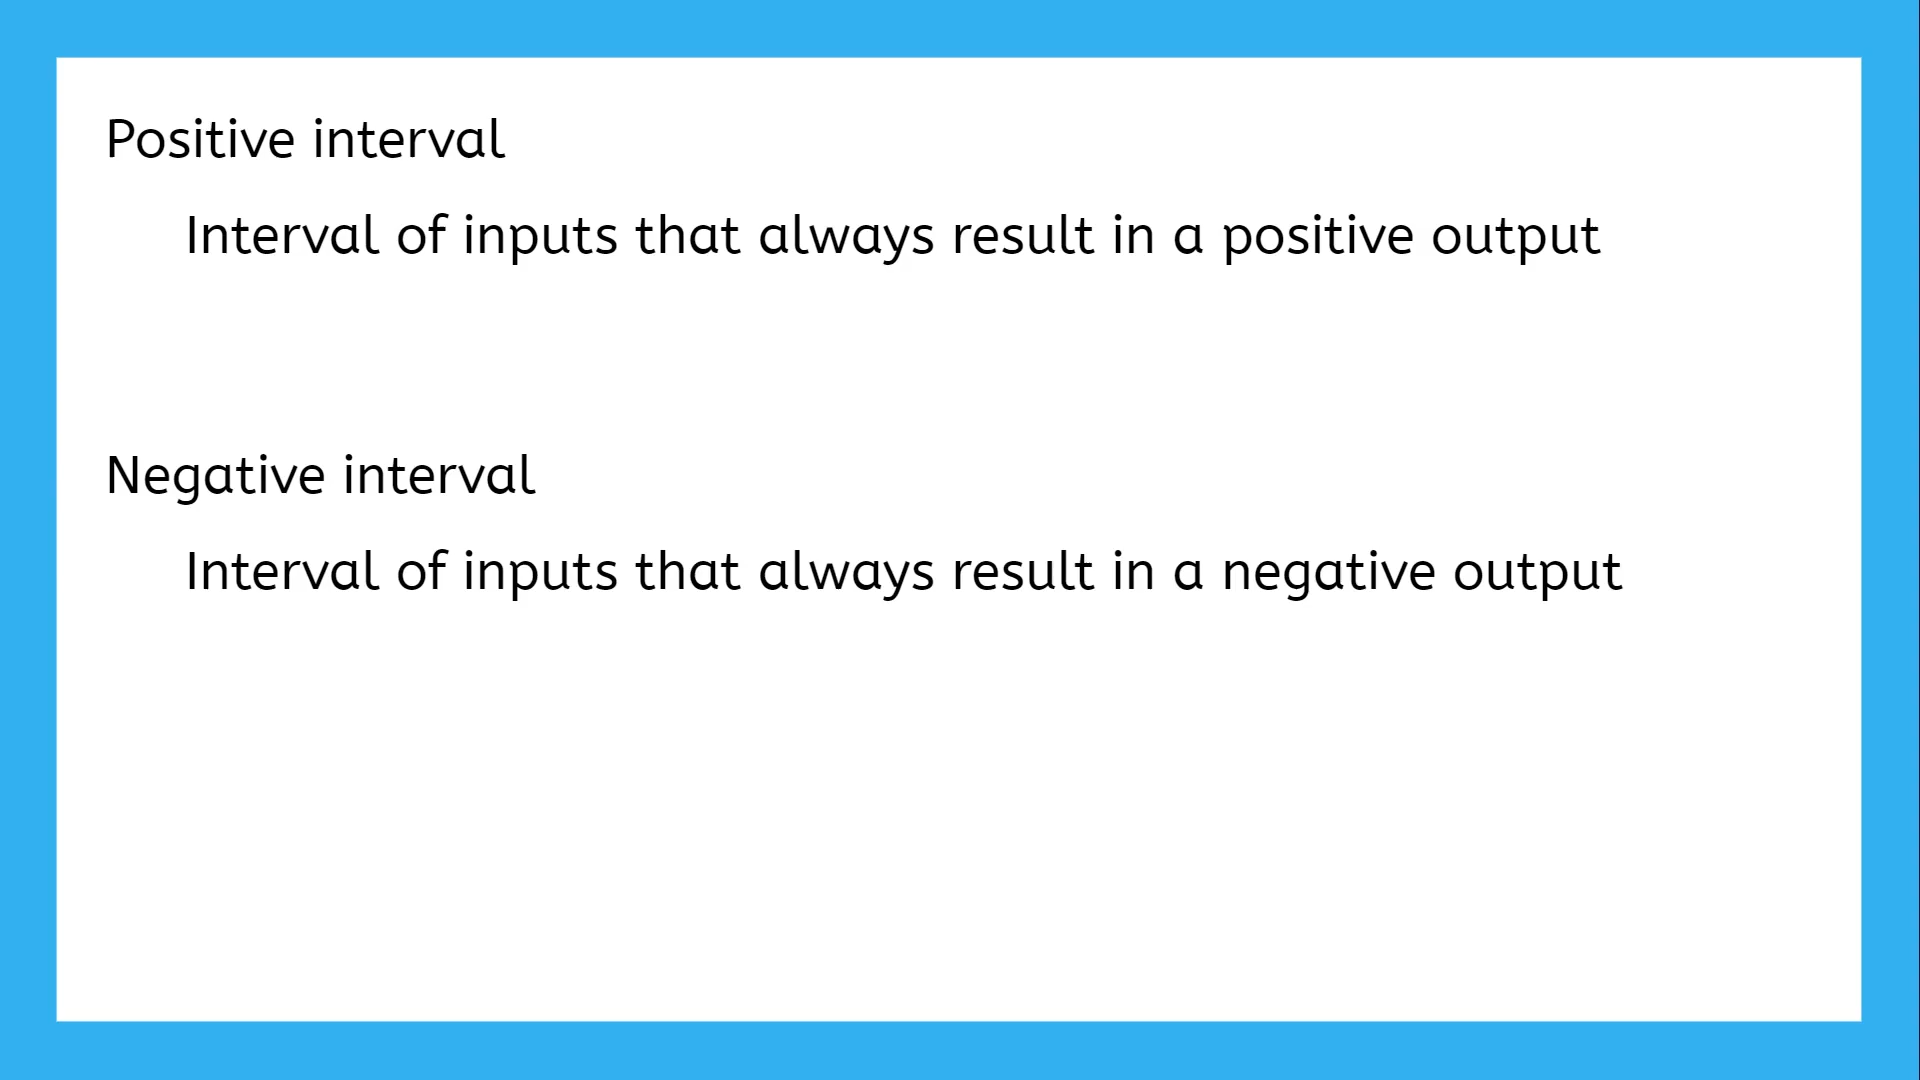 Positive interval
Interval of inputs that always result in a positive output
Negative interval
Interval of inputs that always result in a negative output